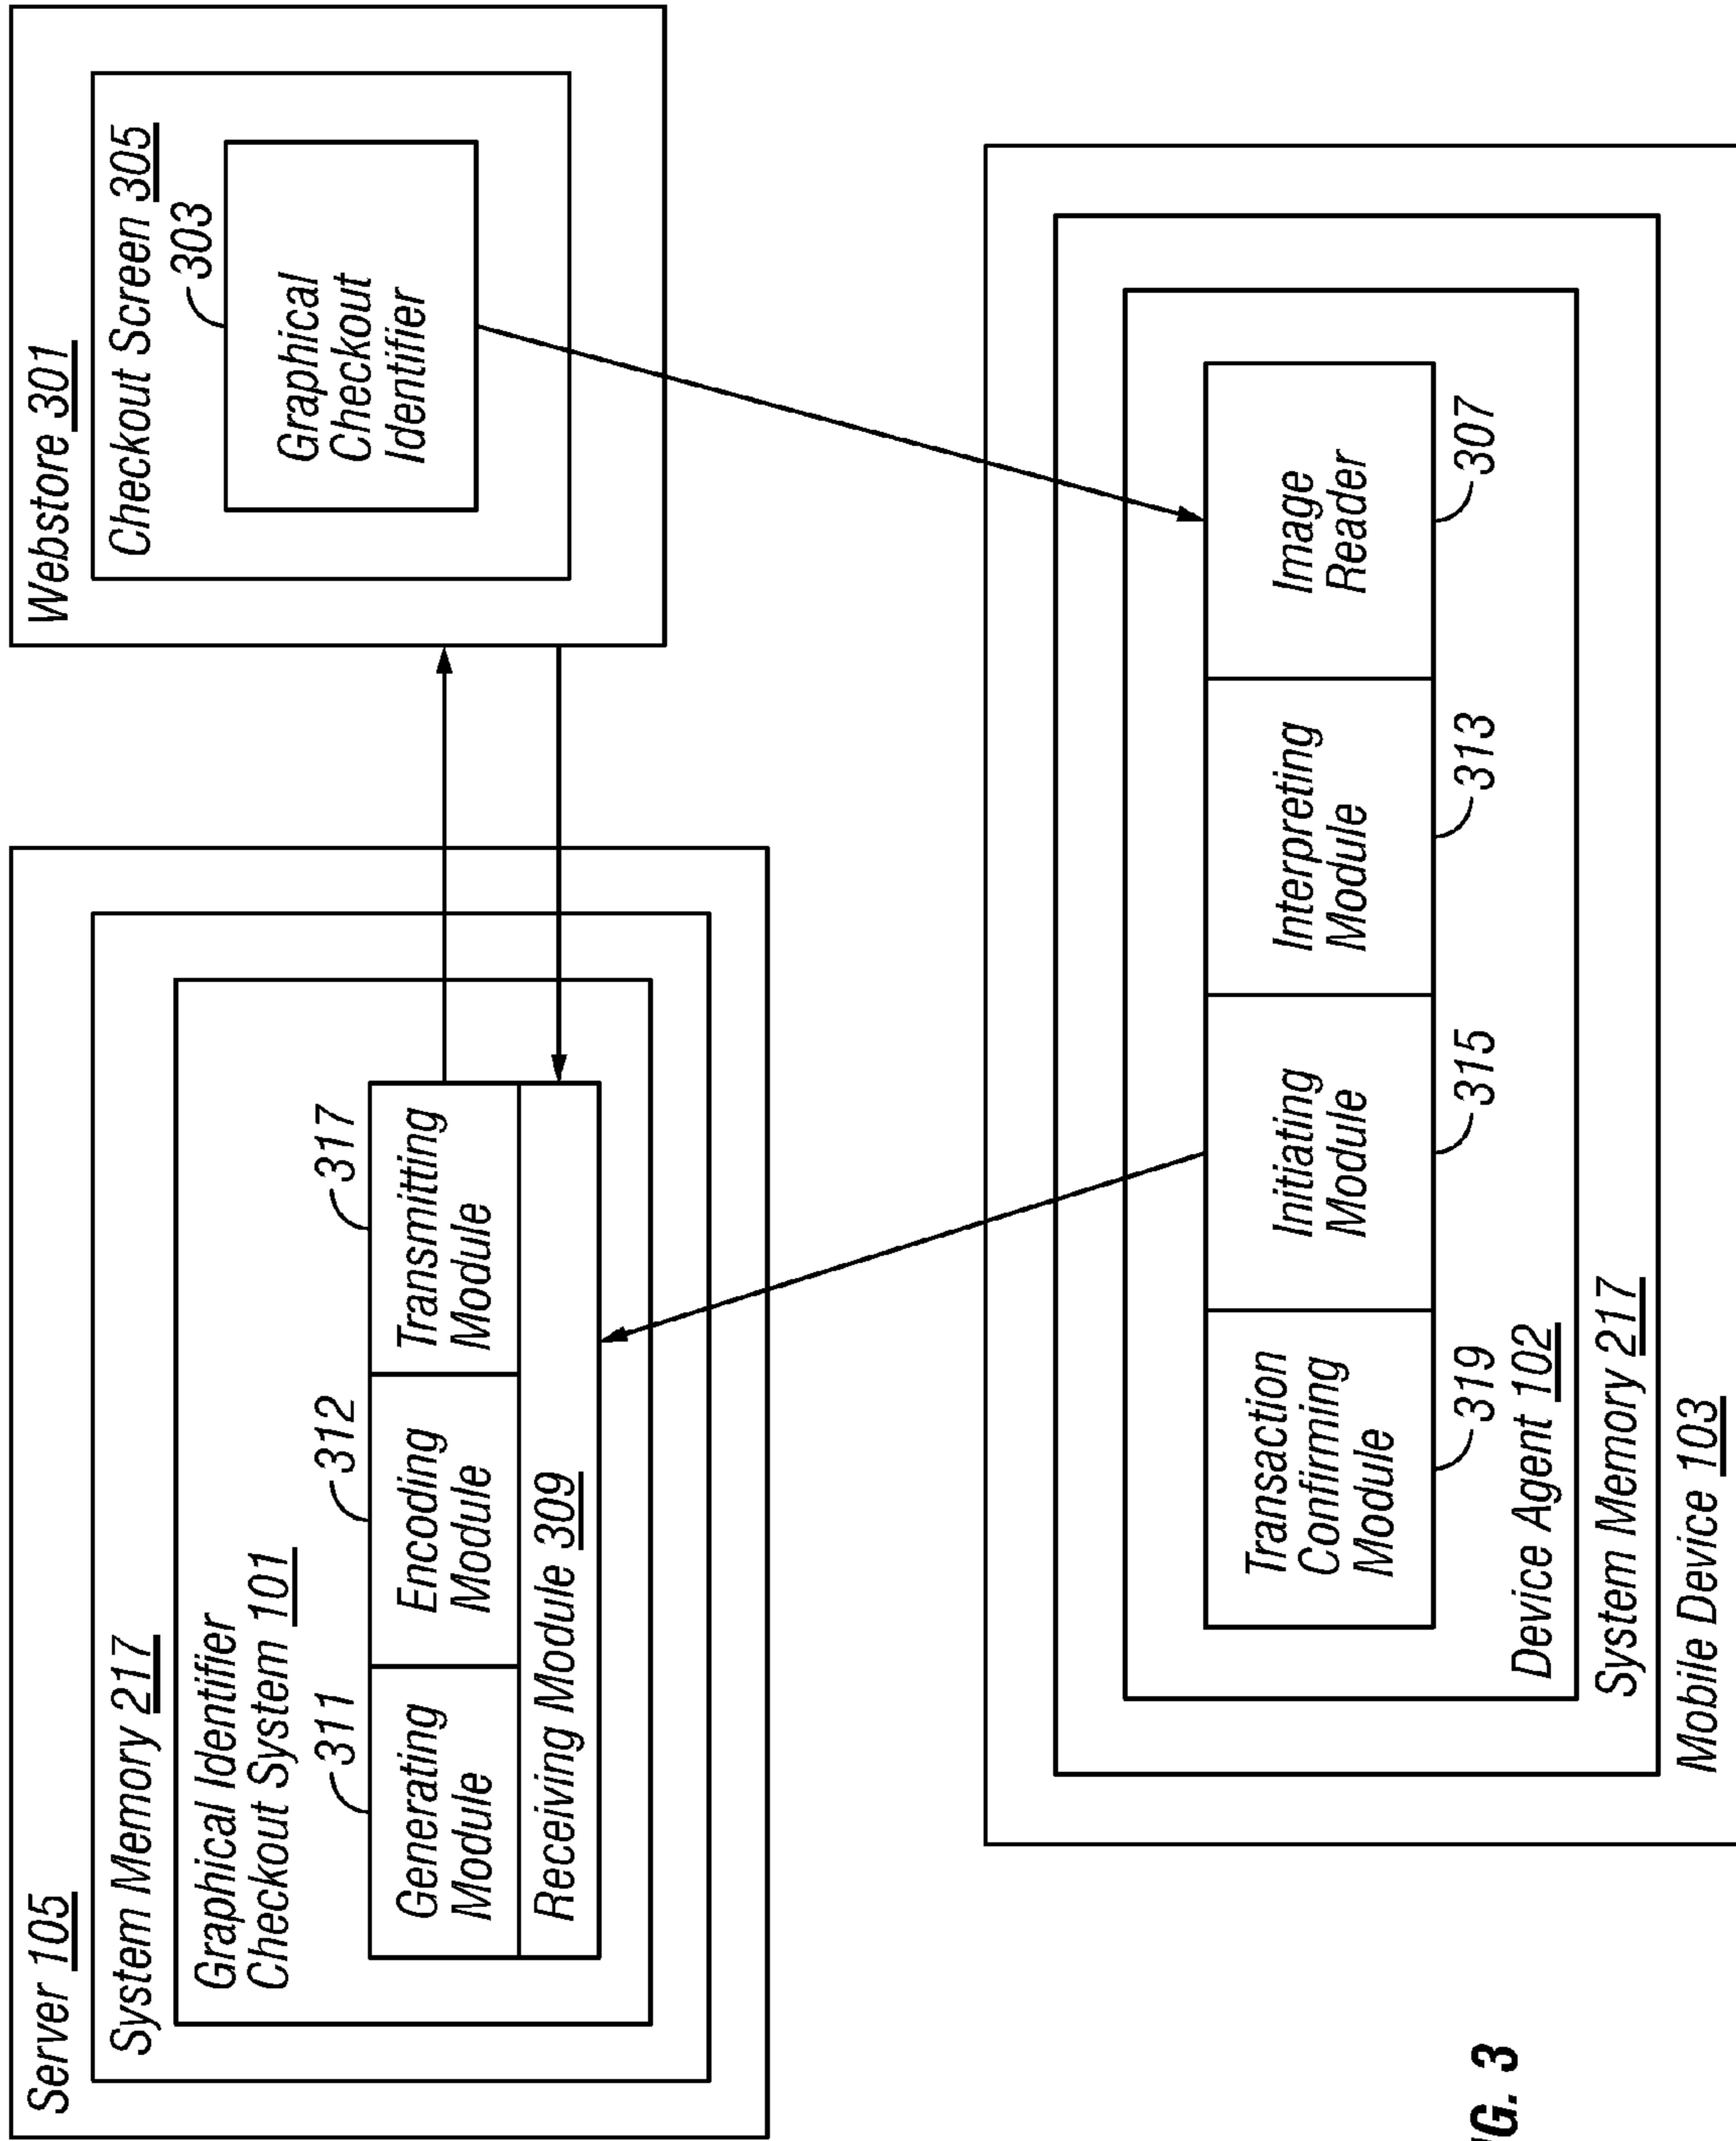 Server 105
System Memory 217
Graphical Identifier
Checkout System 101
311
312
317
Generating
Module
Encoding
Module
Transmitting
Module
Receiving Module 309
Webstore 301
Checkout Screen 305
303
Graphical
Checkout
Identifier
Transaction
Confirming
Module
Initiating
Module
Interpreting
Module
Image
Reader
319
315
313
307
Device Agent 102
System Memory 217
Mobile Device 103
IG. 3